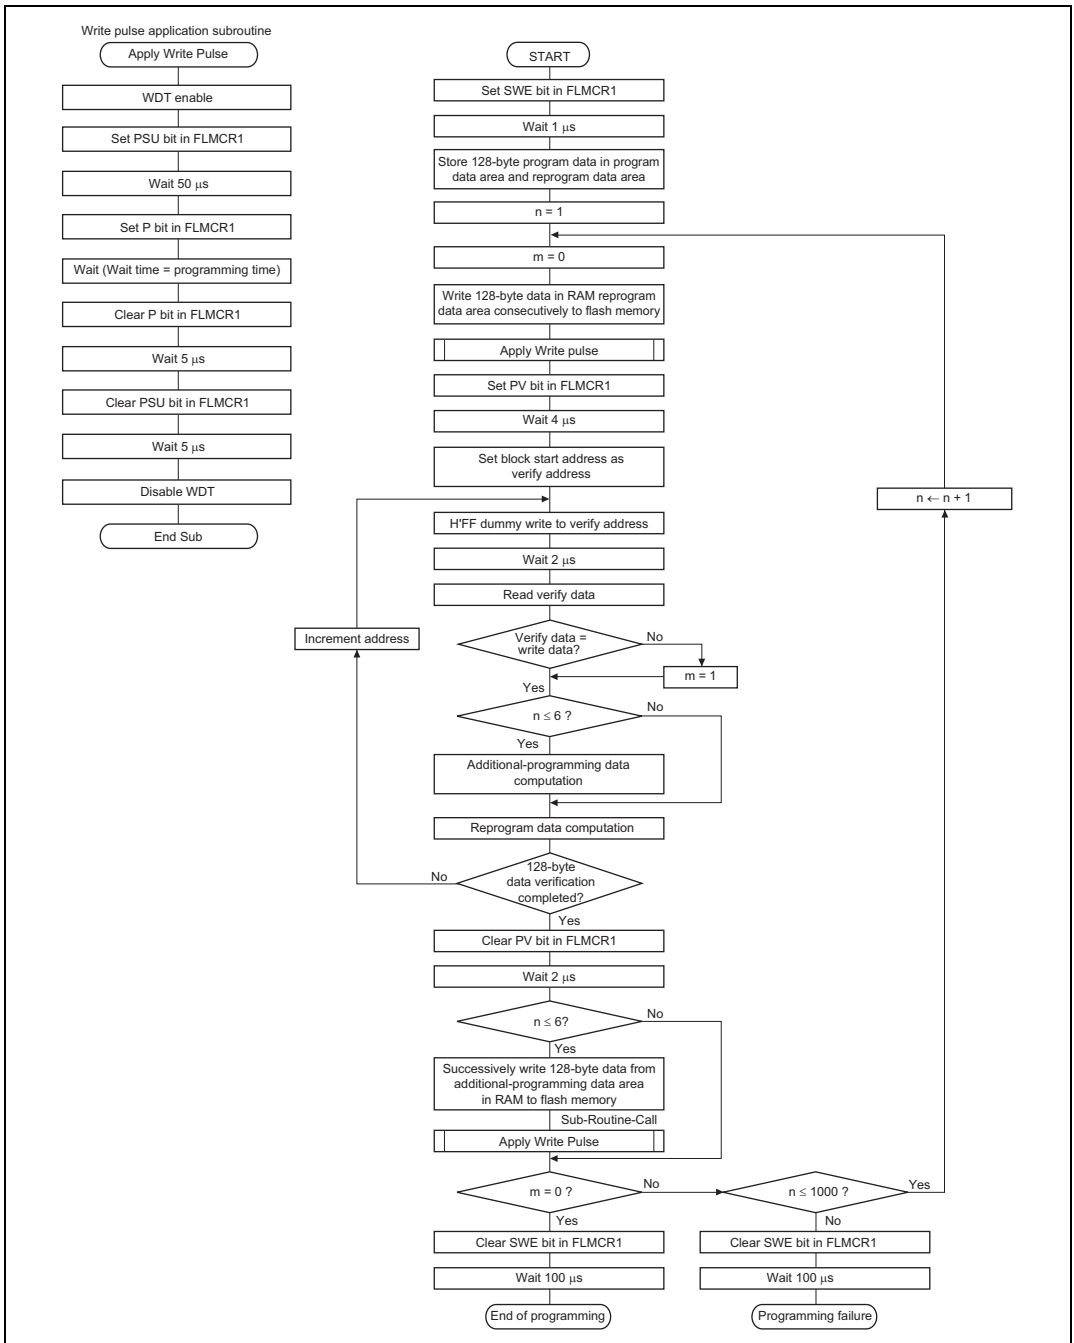 Write pulse application subroutine
Apply Write Pulse
WDT enable
Set PSU bit in FLMCR1
Wait 50 μs
Set P bit in FLMCR1
Wait (Wait time = programming time)
Clear P bit in FLMCR1
Wait 5 μs
Clear PSU bit in FLMCR1
Wait 5 μs
Disable WDT
End Sub
START
Set SWE bit in FLMCR1
Wait 1 μs
Store 128-byte program data in program
data area and reprogram data area
n = 1
m = 0
Write 128-byte data in RAM reprogram
data area consecutively to flash memory
Apply Write pulse
Set PV bit in FLMCR1
Wait 4 μs
Set block start address as
verify address
n ← n + 1
H'FF dummy write to verify address
Wait 2 μs
Read verify data
Increment address
Verify data =
write data?
No
m = 1
Yes
n ≤ 6 ?
No
Yes
Additional-programming data
computation
Reprogram data computation
128-byte
data verification
completed?
No
Yes
Clear PV bit in FLMCR1
Wait 2 μs
n ≤ 6?
No
Yes
Successively write 128-byte data from
additional-programming data area
in RAM to flash memory
Sub-Routine-Call
Apply Write Pulse
m = 0 ?
No
n ≤ 1000 ?
Yes
Yes
No
Clear SWE bit in FLMCR1
Clear SWE bit in FLMCR1
Wait 100 μs
Wait 100 μs
End of programming
Programming failure